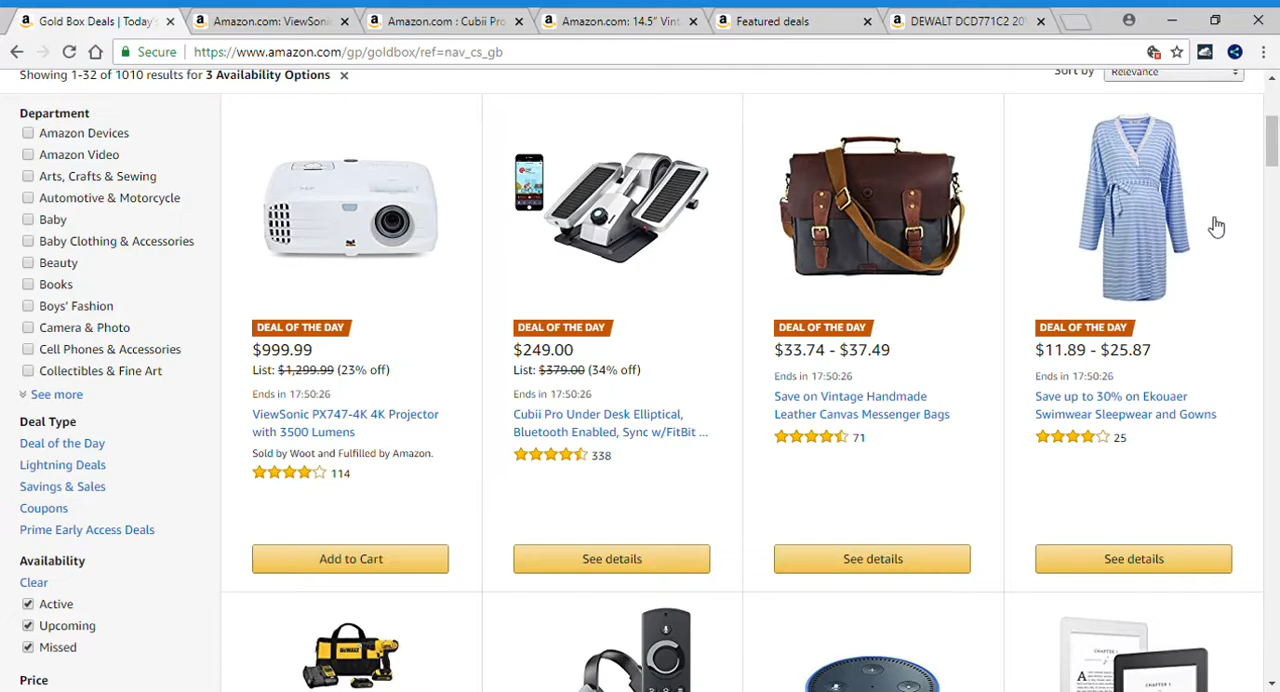 Gold Box Deals | Today'
Amazon.com: ViewSonic
Amazon.com : Cubii Pro
Amazon.com: 14.5" Vint
Featured deals
DEWALT DCD771C2 20V
Secure | https://www.amazon.com/gp/goldbox/ref=nav_cs_gb
Showing 1-32 of 1010 results for 3 Availability Options
Sort by Relevance
Department
Amazon Devices
Amazon Video
Arts, Crafts & Sewing
Automotive & Motorcycle
Baby
Baby Clothing & Accessories
Beauty
Books
Boys' Fashion
Camera & Photo
Cell Phones & Accessories
Collectibles & Fine Art
See more
Deal Type
Deal of the Day
Lightning Deals
Savings & Sales
Coupons
Prime Early Access Deals
Availability
Clear
Active
Upcoming
Missed
Price
DEAL OF THE DAY
$999.99
List: $1,299.99 (23% off)
Ends in 17:50:26
ViewSonic PX747-4K 4K Projector
with 3500 Lumens
Sold by Woot and Fulfilled by Amazon.
114
Add to Cart
DEAL OF THE DAY
$249.00
List: $379.00 (34% off)
Ends in 17:50:26
Cubii Pro Under Desk Elliptical,
Bluetooth Enabled, Sync w/FitBit ...
338
See details
DEAL OF THE DAY
$33.74 - $37.49
Ends in 17:50:26
Save on Vintage Handmade
Leather Canvas Messenger Bags
71
See details
DEAL OF THE DAY
$11.89 - $25.87
Ends in 17:50:26
Save up to 30% on Ekouaer
Swimwear Sleepwear and Gowns
25
See details